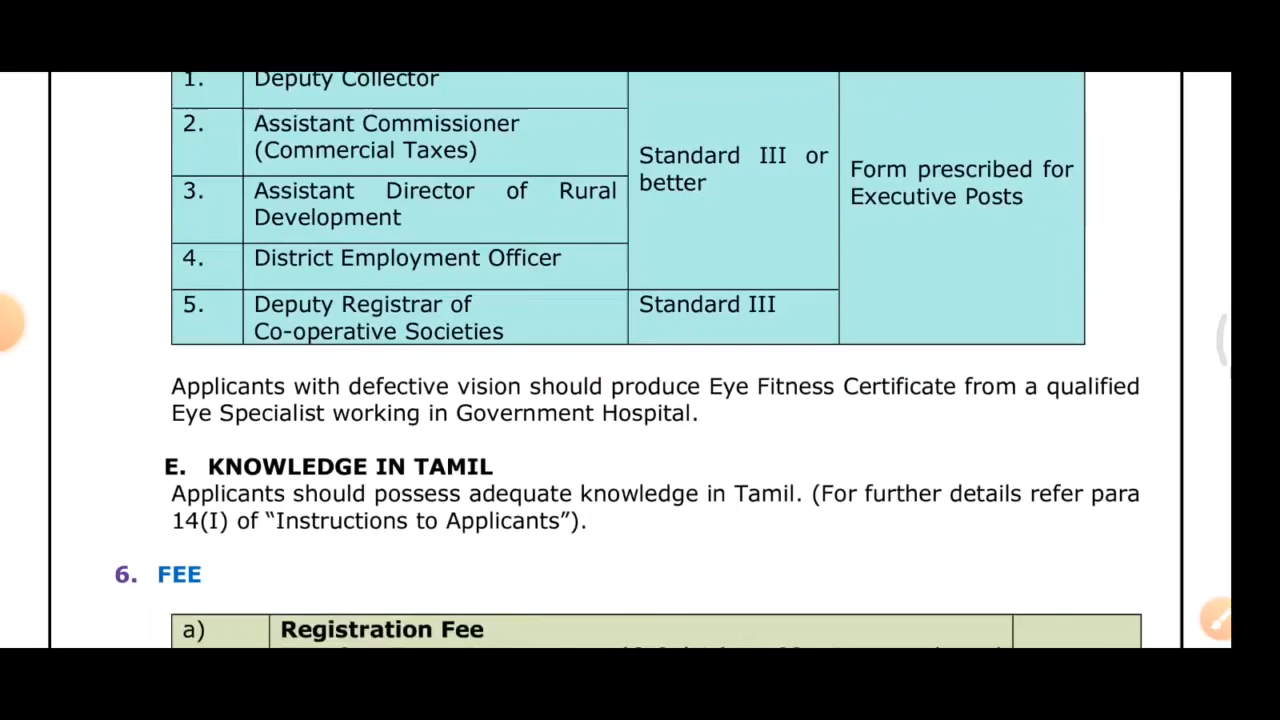 1. Deputy Collector
2. Assistant Commissioner
(Commercial Taxes)
3. Assistant Director of Rural
Development
4. District Employment Officer
Standard III or
better
5. Deputy Registrar of
Co-operative Societies
Standard III
Form prescribed for
Executive Posts
Applicants with defective vision should produce Eye Fitness Certificate from a qualified
Eye Specialist working in Government Hospital.
E. KNOWLEDGE IN TAMIL
Applicants should possess adequate knowledge in Tamil. (For further details refer para
14(I) of “Instructions to Applicants”).
6. FEE
a) Registration Fee